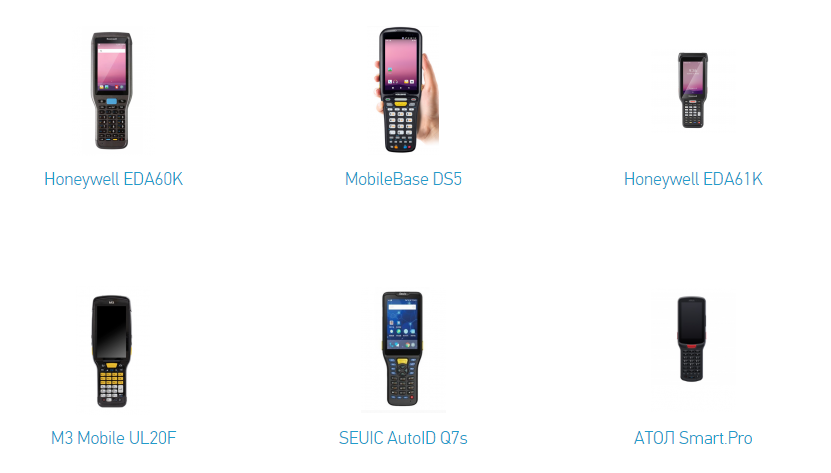 Honeywell EDA60K
MobileBase DS5
Honeywell EDA61K
M3 Mobile UL20F
SEUIC AutoID Q7s
АТОЛ Smart.Pro